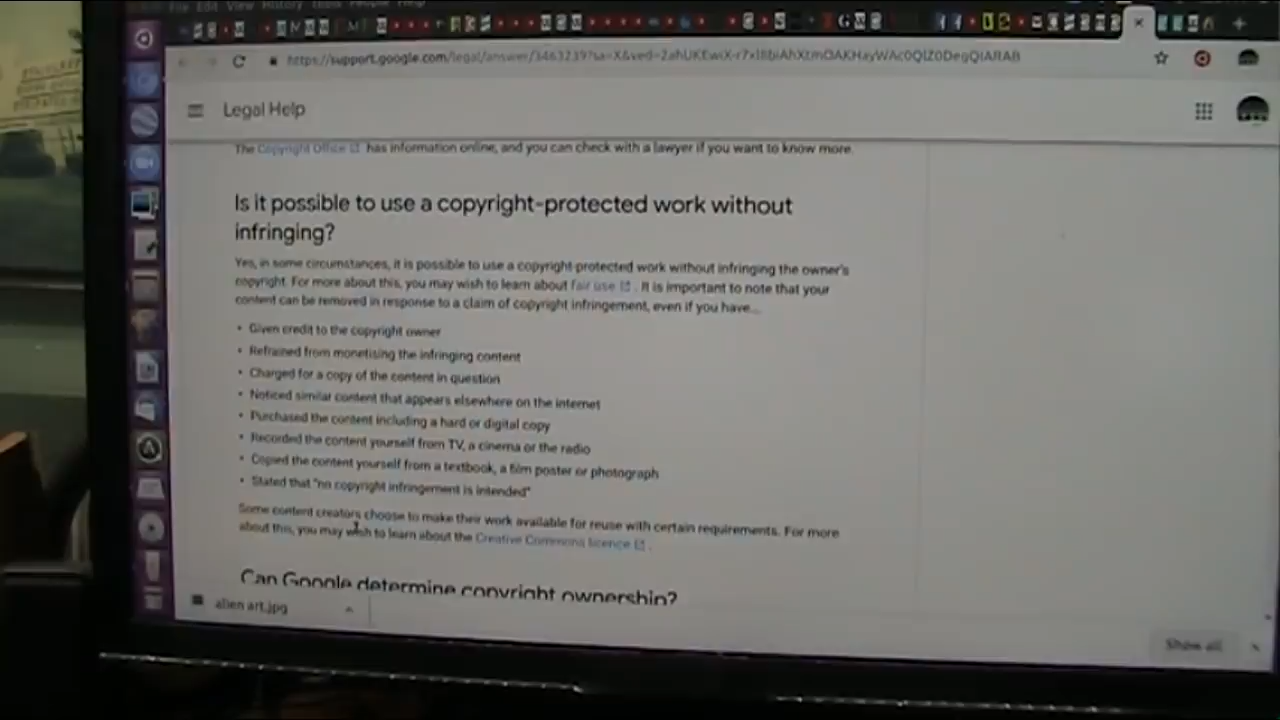 File Edit View History Tools People Help
https://support.google.com/legal/answer/3463239?sa=X&ved=
Legal Help
The Copyright Office has information online, and you can check with a lawyer if you want to know more.
Is it possible to use a copyright-protected work without
infringing?
Yes, in some circumstances, it is possible to use a copyright-protected work without infringing the owner's
copyright. For more about this, you may wish to learn about fair use. It is important to note that your
content can be removed in response to a claim of copyright infringement, even if you have...
• Given credit to the copyright owner
• Refrained from monetising the infringing content
• Charged for a copy of the content in question
• Noticed similar content that appears elsewhere on the internet
• Purchased the content including a hard or digital copy
• Recorded the content yourself from TV, a cinema or the radio
• Copied the content yourself from a textbook, a film poster or photograph
• Stated that "no copyright infringement is intended"
Some content creators choose to make their work available for reuse with certain requirements. For more
about this, you may wish to learn about the Creative Commons licence.
Can Google determine copyright ownership?
alien art.jpg
Show all